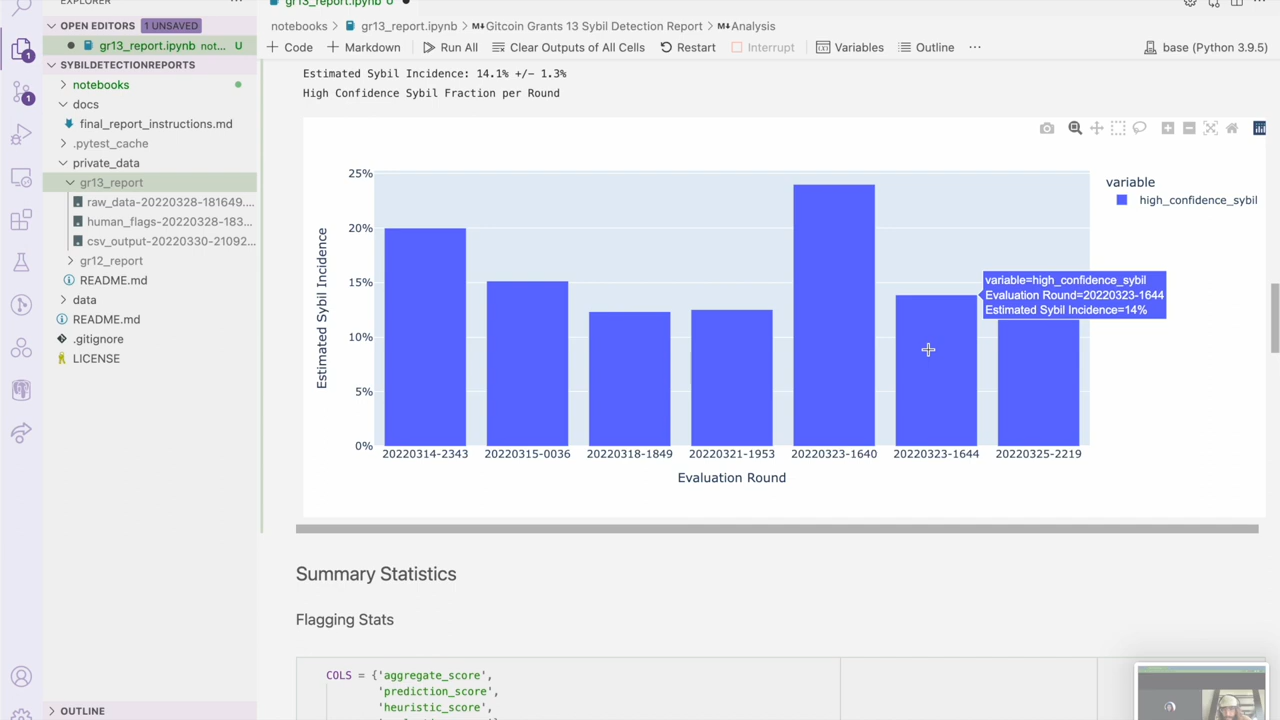 EXPLORER
OPEN EDITORS 1 UNSAVED
gr13_report.ipynb not... U
SYBILDETECTIONREPORTS
notebooks
docs
final_report_instructions.md
.pytest_cache
private_data
gr13_report
raw_data-20220328-181649....
human_flags-20220328-183...
csv_output-20220330-21092...
gr12_report
README.md
data
README.md
.gitignore
LICENSE
OUTLINE
1
1
gr13_report.ipynb U
notebooks > gr13_report.ipynb > Gitcoin Grants 13 Sybil Detection Report > Analysis
Code Markdown Run All Clear Outputs of All Cells Restart Interrupt Variables Outline ... base (Python 3.9.5)
Estimated Sybil Incidence: 14.1% +/- 1.3%
High Confidence Sybil Fraction per Round
25%
20%
15%
10%
5%
0%
Estimated Sybil Incidence
20220314-2343 20220315-0036 20220318-1849 20220321-1953 20220323-1640 20220323-1644 20220325-2219
Evaluation Round
variable
high_confidence_sybil
variable=high_confidence_sybil
Evaluation Round=20220323-1644
Estimated Sybil Incidence=14%
Summary Statistics
Flagging Stats
COLS = {'aggregate_score',
'prediction_score',
'heuristic_score',